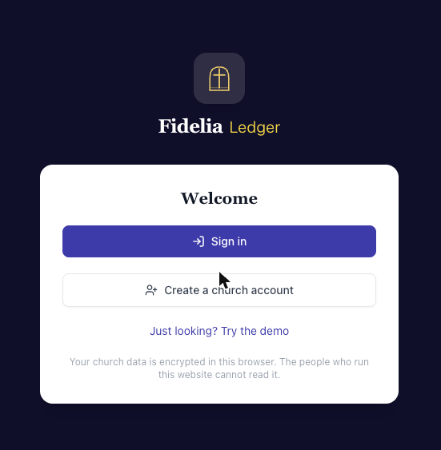 Fidelia Ledger
Welcome
Sign in
Create a church account
Just looking? Try the demo
Your church data is encrypted in this browser. The people who run
this website cannot read it.